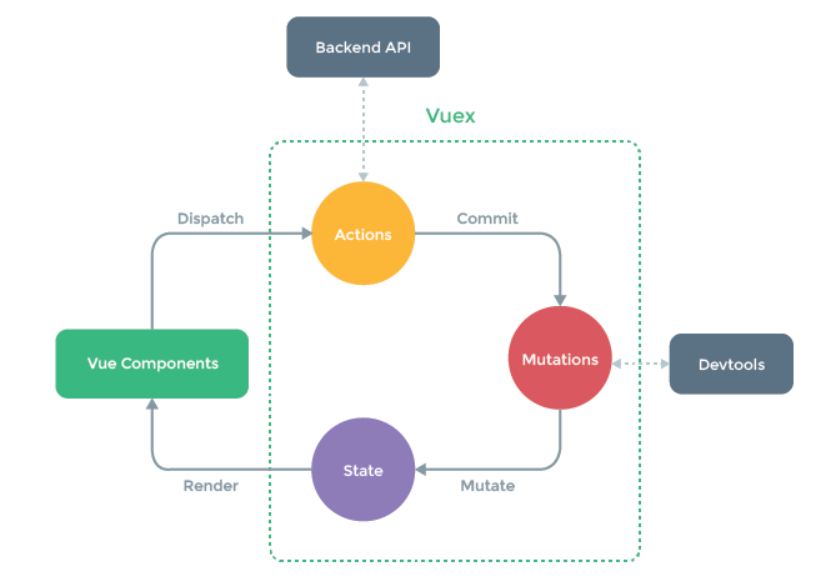 Backend API
Vuex
Dispatch
Commit
Actions
Mutations
Vue Components
Devtools
State
Render
Mutate